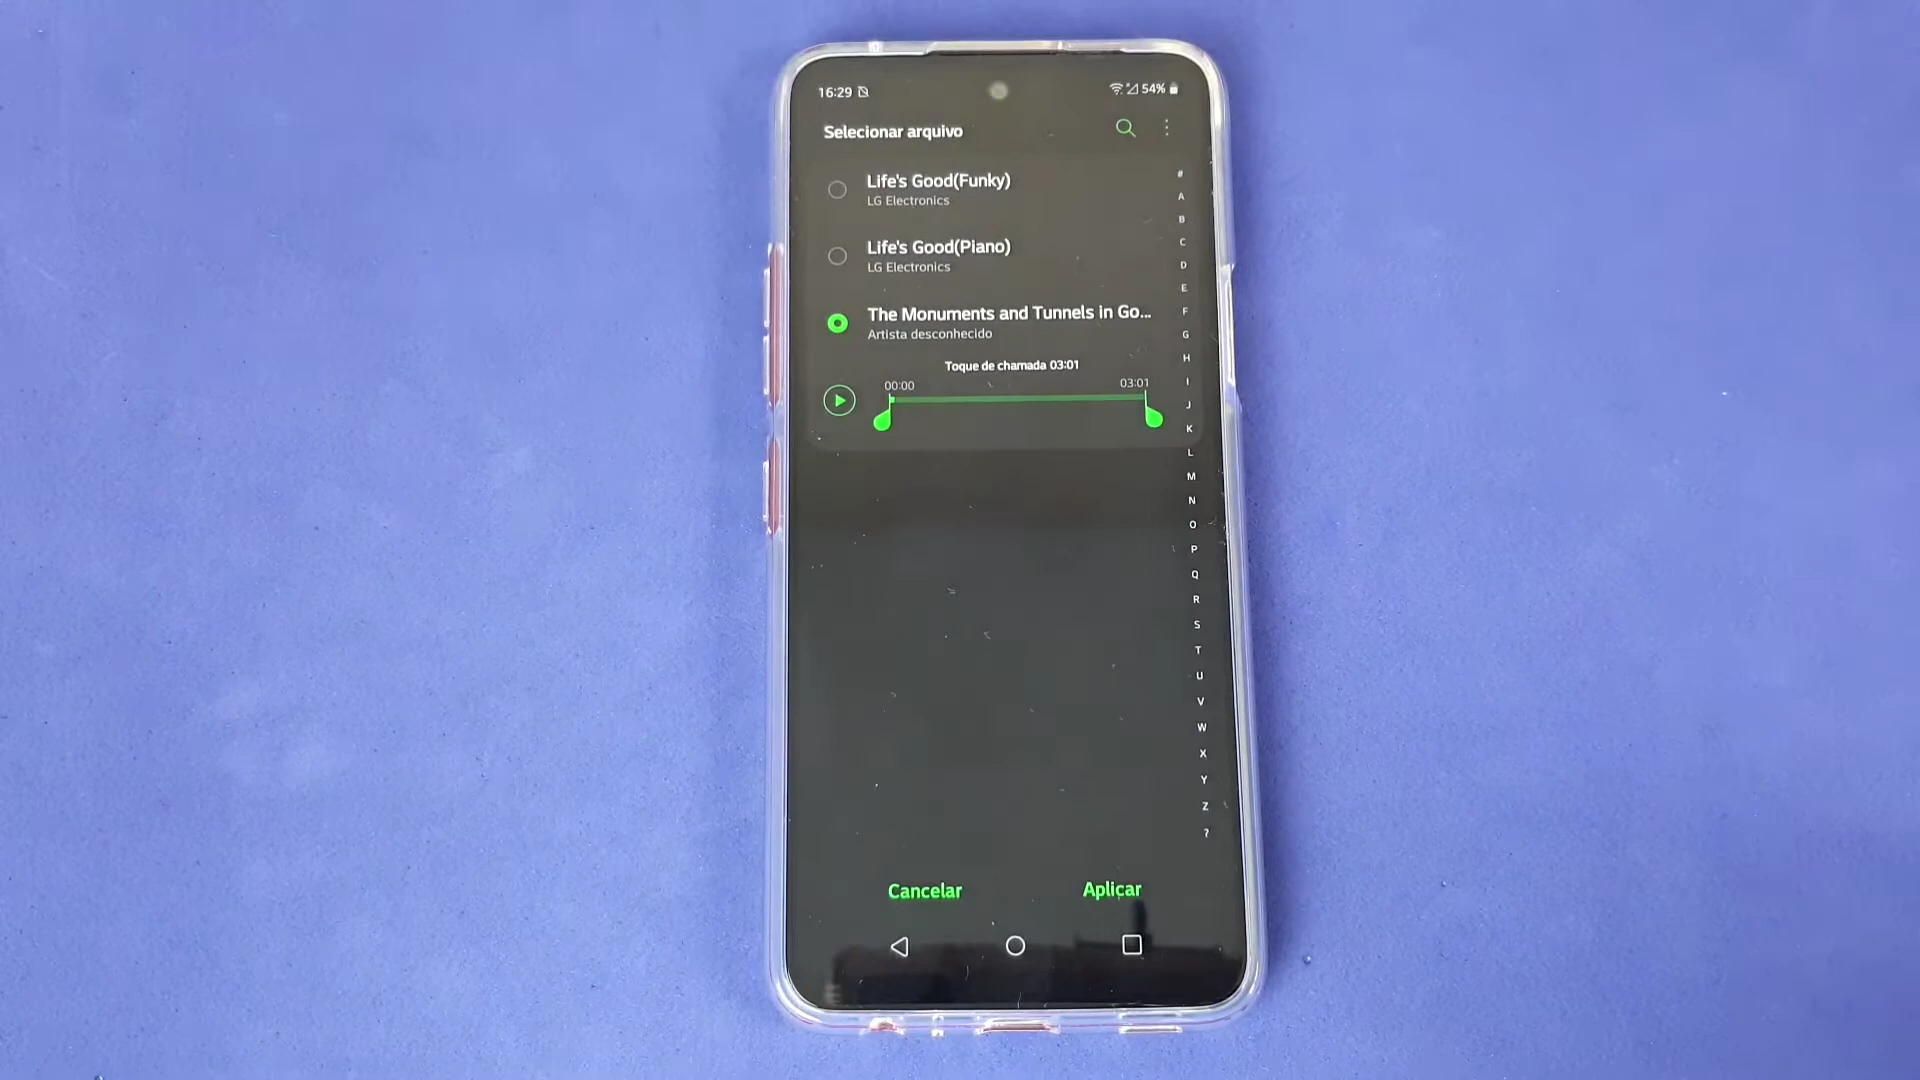 16:29
54%
Selecionar arquivo
Life's Good(Funky)
LG Electronics
Life's Good(Piano)
LG Electronics
The Monuments and Tunnels in Go...
Artista desconhecido
Toque de chamada 03:01
00:00
03:01
#
A
B
C
D
E
F
G
H
I
J
K
L
M
N
O
P
Q
R
S
T
U
V
W
X
Y
Z
?
Cancelar
Aplicar